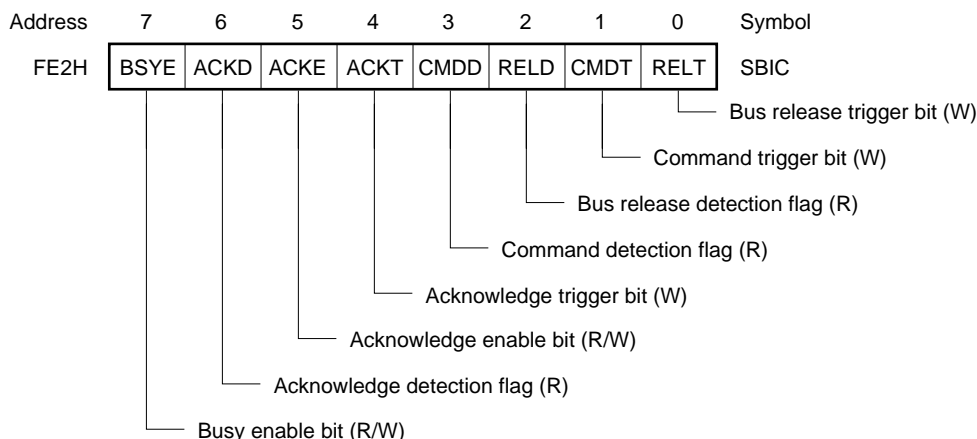 Address 7 6 5 4 3 2 1 0 Symbol
FE2H BSYE ACKD ACKE ACKT CMDD RELD CMDT RELT SBIC
Bus release trigger bit (W)
Command trigger bit (W)
Bus release detection flag (R)
Command detection flag (R)
Acknowledge trigger bit (W)
Acknowledge enable bit (R/W)
Acknowledge detection flag (R)
Busy enable bit (R/W)